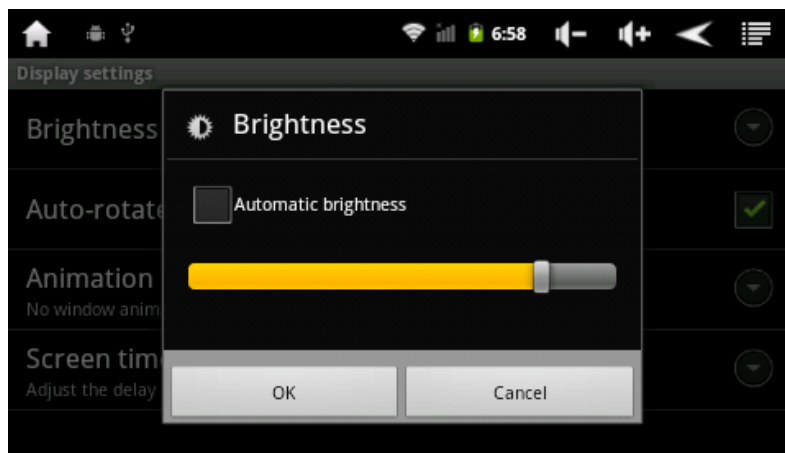 6:58
Display settings
Brightness
Brightness
Automatic brightness
Auto-rotate
Animation
No window anim
Screen tim
Adjust the delay
OK
Cancel